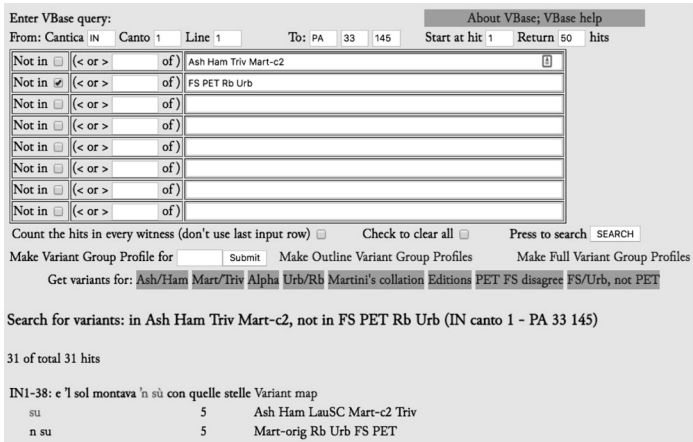 Enter VBase query: About VBase; VBase help
From: Cantica IN Canto 1 Line 1 To: PA 33 145 Start at hit 1 Return 50 hits
Not in (< or > of) Ash Ham Triv Mart-c2
Not in (< or > of) FS PET Rb Urb
Not in (< or > of)
Not in (< or > of)
Not in (< or > of)
Not in (< or > of)
Not in (< or > of)
Not in (< or > of)
Count the hits in every witness (don't use last input row) Check to clear all Press to search SEARCH
Make Variant Group Profile for Submit Make Outline Variant Group Profiles Make Full Variant Group Profiles
Get variants for: Ash/Ham Mart/Triv Alpha Urb/Rb Martini's collation Editions PET FS disagree FS/Urb, not PET
Search for variants: in Ash Ham Triv Mart-c2, not in FS PET Rb Urb (IN canto 1 - PA 33 145)
31 of total 31 hits
IN1-38: e 'l sol montava 'n sù con quelle stelle Variant map
su 5 Ash Ham LauSC Mart-c2 Triv
n su 5 Mart-orig Rb Urb FS PET